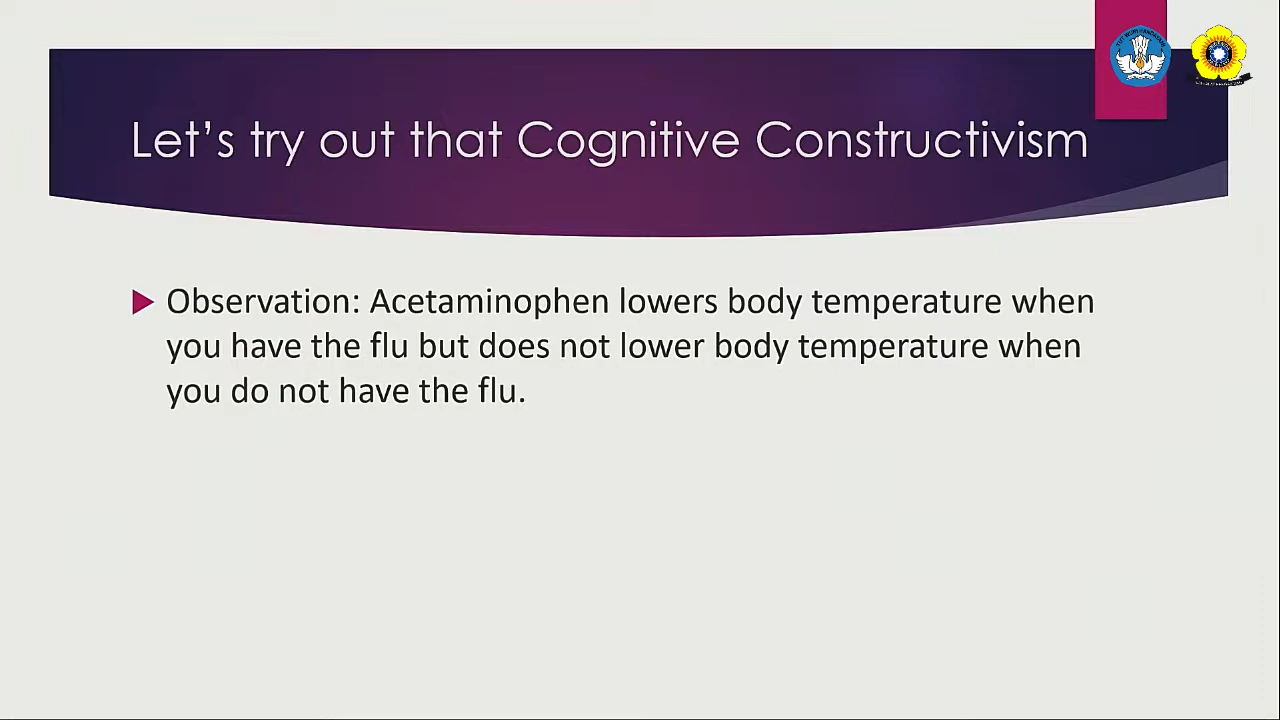 Let's try out that Cognitive Constructivism
Observation: Acetaminophen lowers body temperature when
you have the flu but does not lower body temperature when
you do not have the flu.